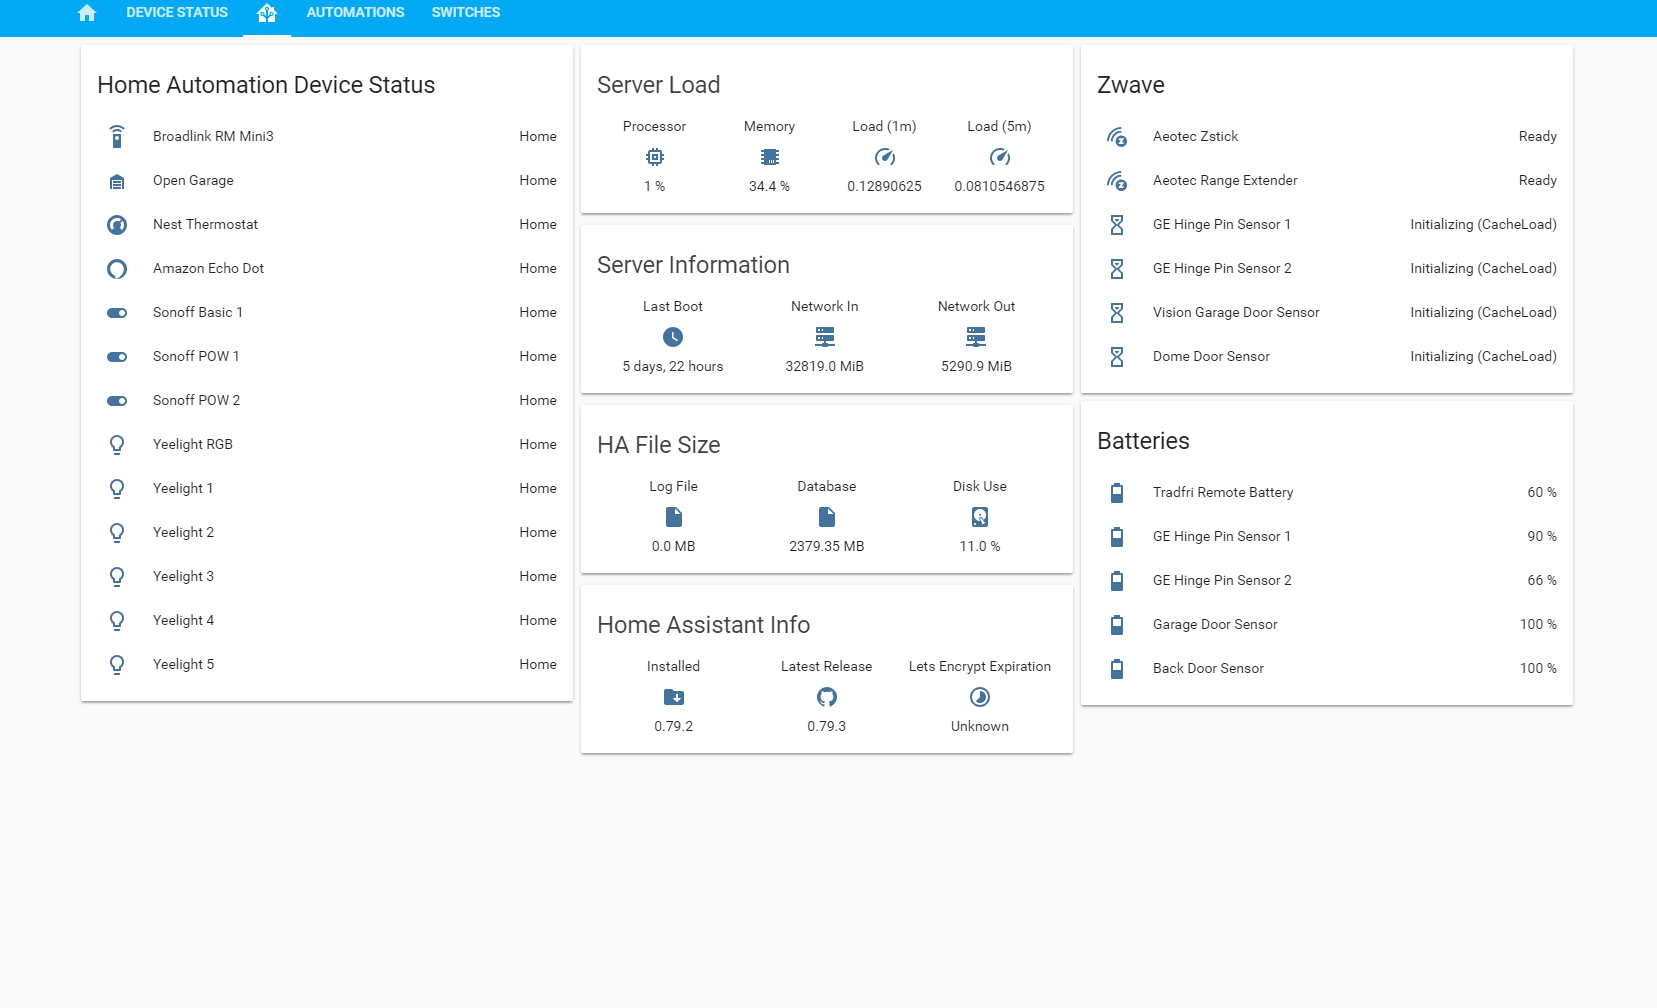 DEVICE STATUS
AUTOMATIONS
SWITCHES
Home Automation Device Status
Broadlink RM Mini3 Home
Open Garage Home
Nest Thermostat Home
Amazon Echo Dot Home
Sonoff Basic 1 Home
Sonoff POW 1 Home
Sonoff POW 2 Home
Yeelight RGB Home
Yeelight 1 Home
Yeelight 2 Home
Yeelight 3 Home
Yeelight 4 Home
Yeelight 5 Home
Server Load
Processor Memory Load (1m) Load (5m)
1 % 34.4 % 0.12890625 0.0810546875
Server Information
Last Boot Network In Network Out
5 days, 22 hours 32819.0 MiB 5290.9 MiB
HA File Size
Log File Database Disk Use
0.0 MB 2379.35 MB 11.0 %
Home Assistant Info
Installed Latest Release Lets Encrypt Expiration
0.79.2 0.79.3 Unknown
Zwave
Aeotec Zstick Ready
Aeotec Range Extender Ready
GE Hinge Pin Sensor 1 Initializing (CacheLoad)
GE Hinge Pin Sensor 2 Initializing (CacheLoad)
Vision Garage Door Sensor Initializing (CacheLoad)
Dome Door Sensor Initializing (CacheLoad)
Batteries
Tradfri Remote Battery 60 %
GE Hinge Pin Sensor 1 90 %
GE Hinge Pin Sensor 2 66 %
Garage Door Sensor 100 %
Back Door Sensor 100 %